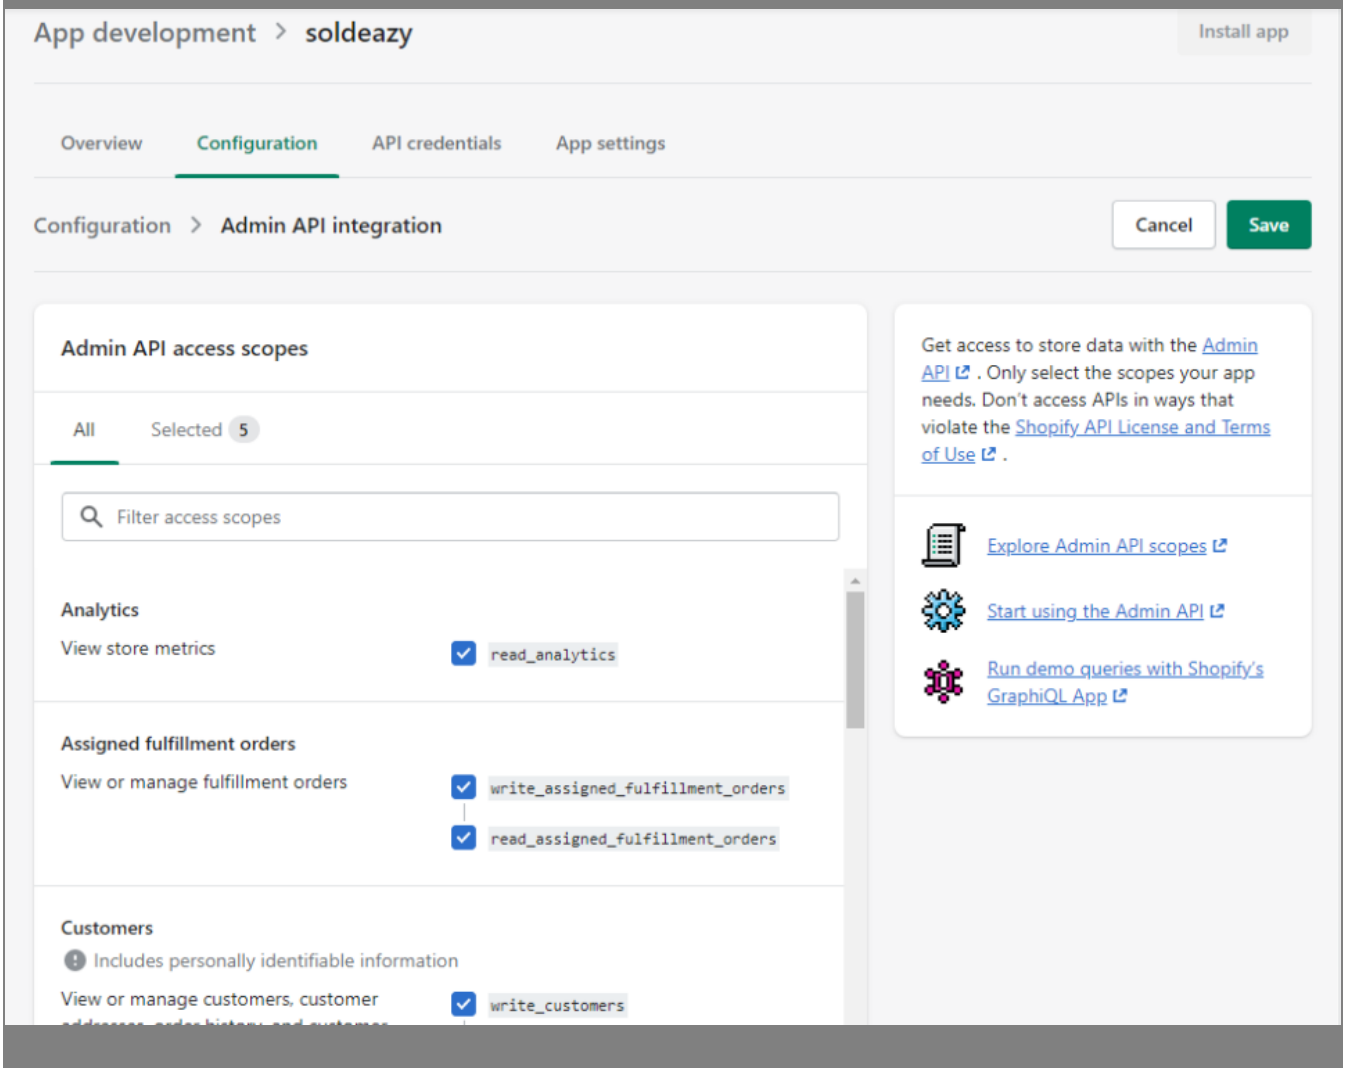 App development > soldeazy
Install app
Overview
Configuration
API credentials
App settings
Configuration > Admin API integration
Cancel
Save
Admin API access scopes
All
Selected 5
Filter access scopes
Analytics
View store metrics
read_analytics
Assigned fulfillment orders
View or manage fulfillment orders
write_assigned_fulfillment_orders
read_assigned_fulfillment_orders
Customers
Includes personally identifiable information
View or manage customers, customer
addresses, order history, and customer
write_customers
Get access to store data with the Admin
API . Only select the scopes your app
needs. Don't access APIs in ways that
violate the Shopify API License and Terms
of Use .
Explore Admin API scopes
Start using the Admin API
Run demo queries with Shopify's
GraphiQL App